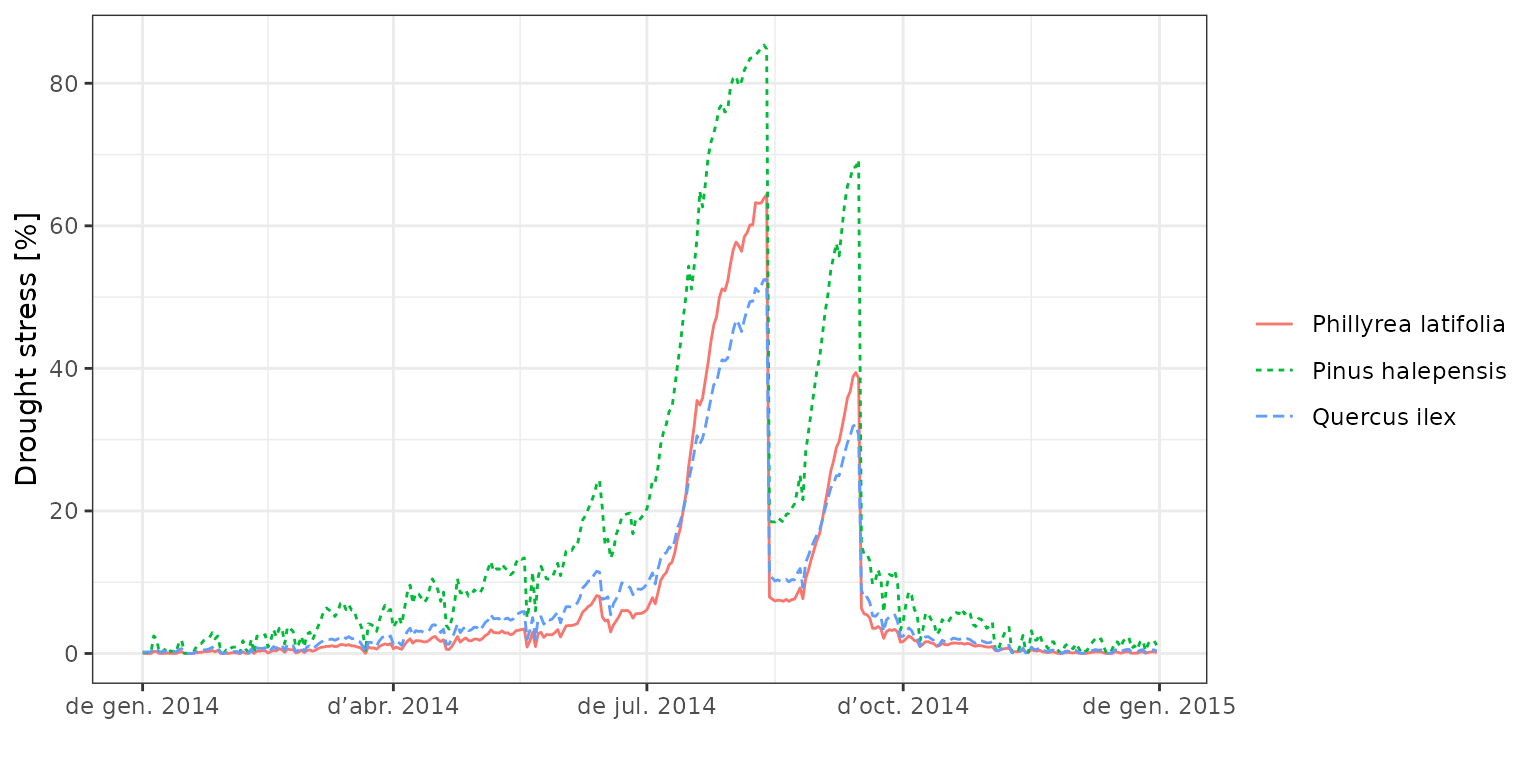 Drought stress [%]
80
60
40
20
0
de gen. 2014
d’abr. 2014
de jul. 2014
d’oct. 2014
de gen. 2015
Phillyrea latifolia
Pinus halepensis
Quercus ilex